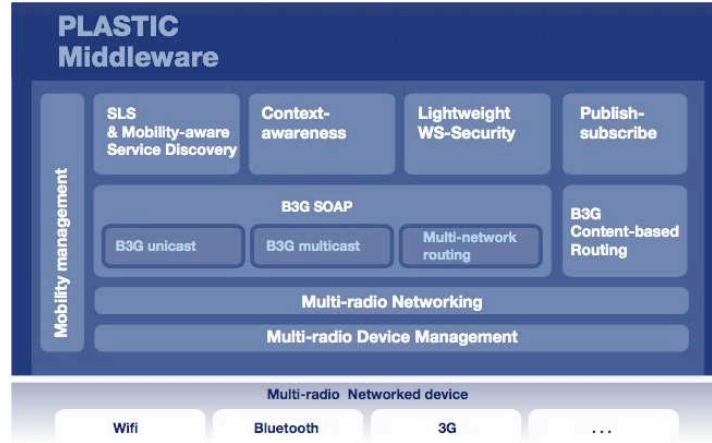 PLASTIC
Middleware
Mobility management
SLS
& Mobility-aware
Service Discovery
Context-
awareness
Lightweight
WS-Security
Publish-
subscribe
B3G SOAP
B3G unicast
B3G multicast
Multi-network
routing
B3G
Content-based
Routing
Multi-radio Networking
Multi-radio Device Management
Multi-radio Networked device
Wifi
Bluetooth
3G
. . .